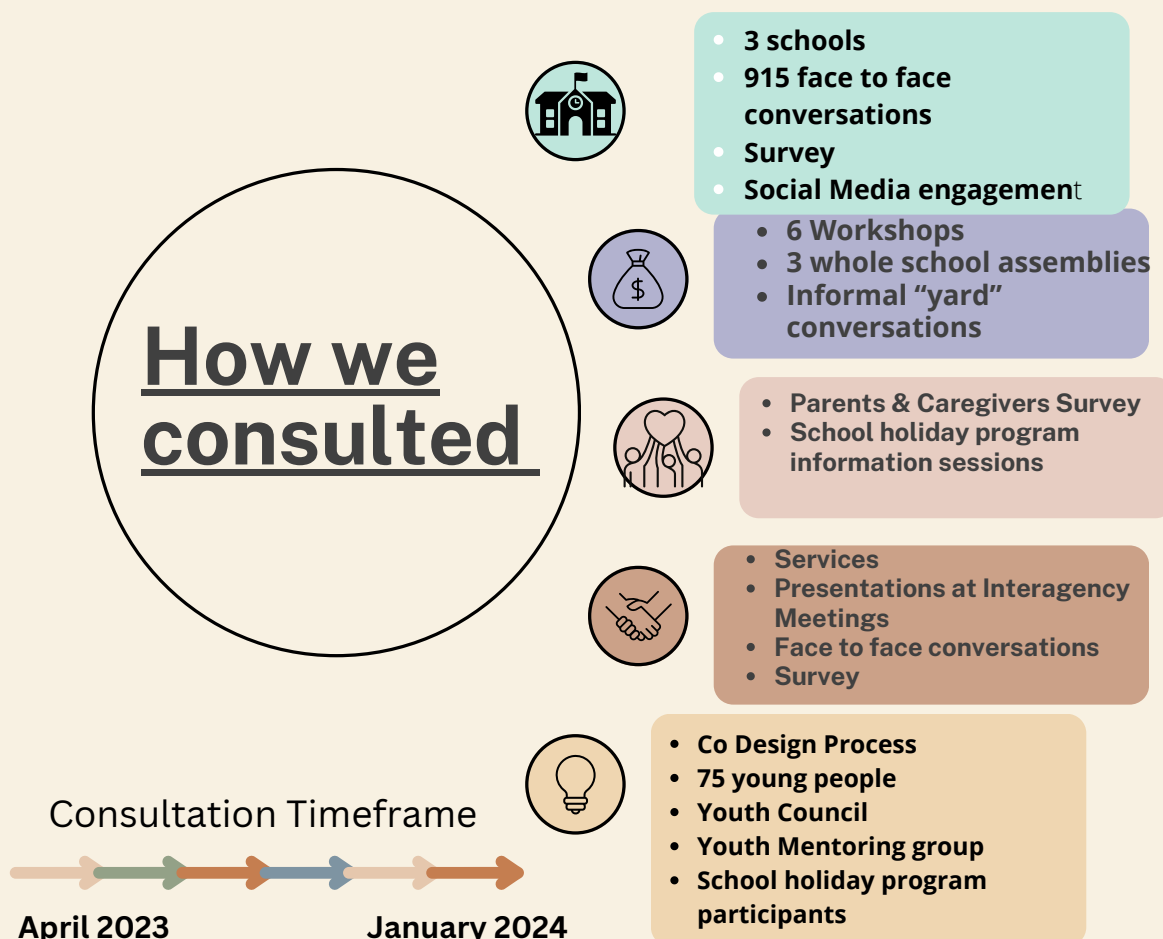 How we
consulted
• 3 schools
• 915 face to face
conversations
• Survey
• Social Media engagement
• 6 Workshops
• 3 whole school assemblies
• Informal “yard”
conversations
$
• Parents & Caregivers Survey
• School holiday program
information sessions
• Services
• Presentations at Interagency
Meetings
• Face to face conversations
• Survey
• Co Design Process
• 75 young people
• Youth Council
• Youth Mentoring group
• School holiday program
participants
Consultation Timeframe
April 2023
January 2024